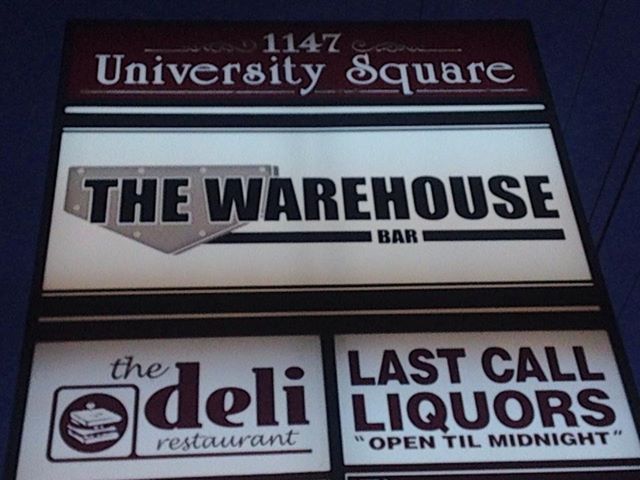 1147
University Square
THE WAREHOUSE
BAR
the
deli
restaurant
LAST CALL
LIQUORS
"OPEN TIL MIDNIGHT"